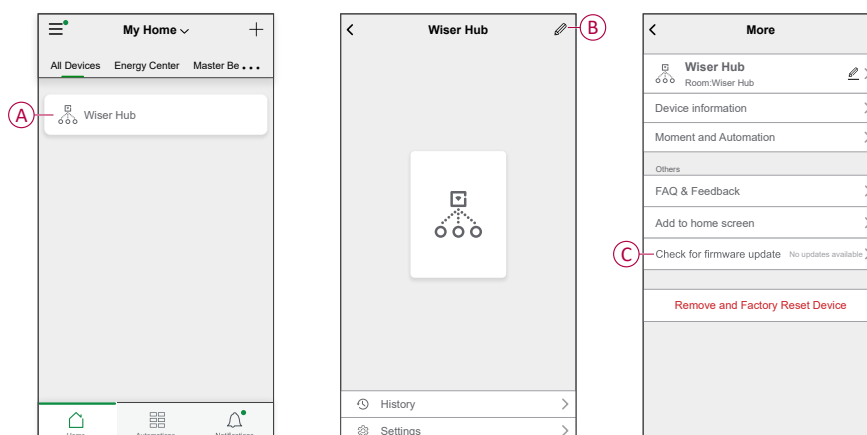 My Home
All Devices Energy Center Master Be...
A
Wiser Hub
Home Automations Notifications
Wiser Hub
B
History
Settings
More
Wiser Hub
Room:Wiser Hub
Device information
Moment and Automation
Others
FAQ & Feedback
Add to home screen
C
Check for firmware update No updates available
Remove and Factory Reset Device